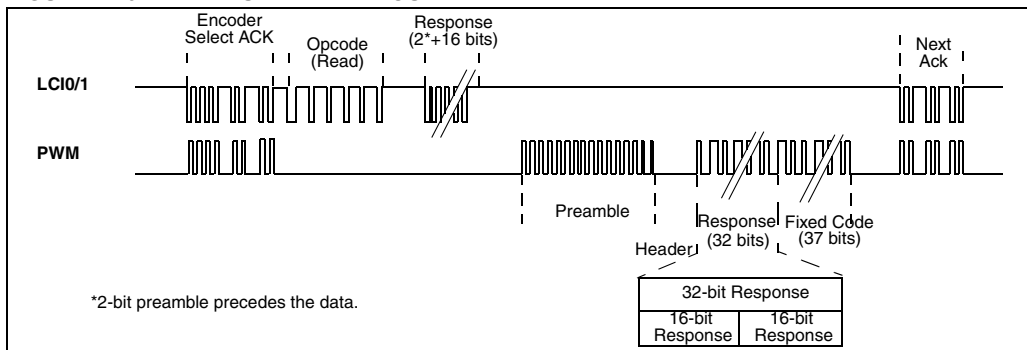 Encoder
Select ACK
Opcode
(Read)
Response
(2*+16 bits)
Next
Ack
LCI0/1
PWM
Preamble
Header
Response
(32 bits)
Fixed Code
(37 bits)
*2-bit preamble precedes the data.
32-bit Response
16-bit
Response
16-bit
Response